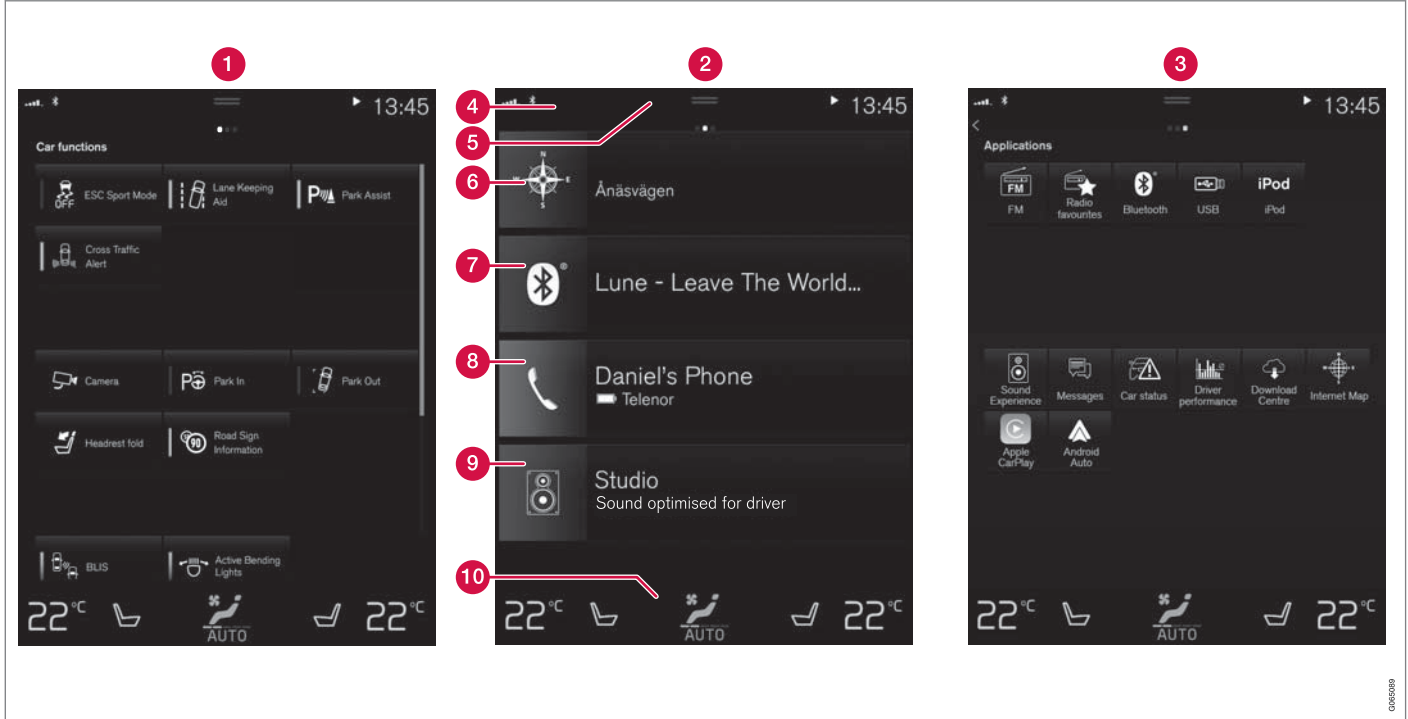 1
2
3
13:45
Car functions
OFF
ESC Sport Mode
Lane Keeping
Aid
P
Park Assist
Cross Traffic
Alert
Camera
P
Park In
Park Out
Headrest fold
90
Road Sign
Information
BLIS
Active Bending
Lights
22°C
AUTO
22°C
4
5
6
7
8
9
10
13:45
N
W
E
S
Ånäsvägen
Lune - Leave The World...
Daniel's Phone
Telenor
Studio
Sound optimised for driver
22°C
AUTO
22°C
13:45
Applications
FM
FM
Radio
favourites
Bluetooth
USB
iPod
iPod
Sound
Experience
Messages
Car status
Driver
performance
Download
Centre
Internet Map
Apple
CarPlay
Android
Auto
22°C
AUTO
22°C
G065089